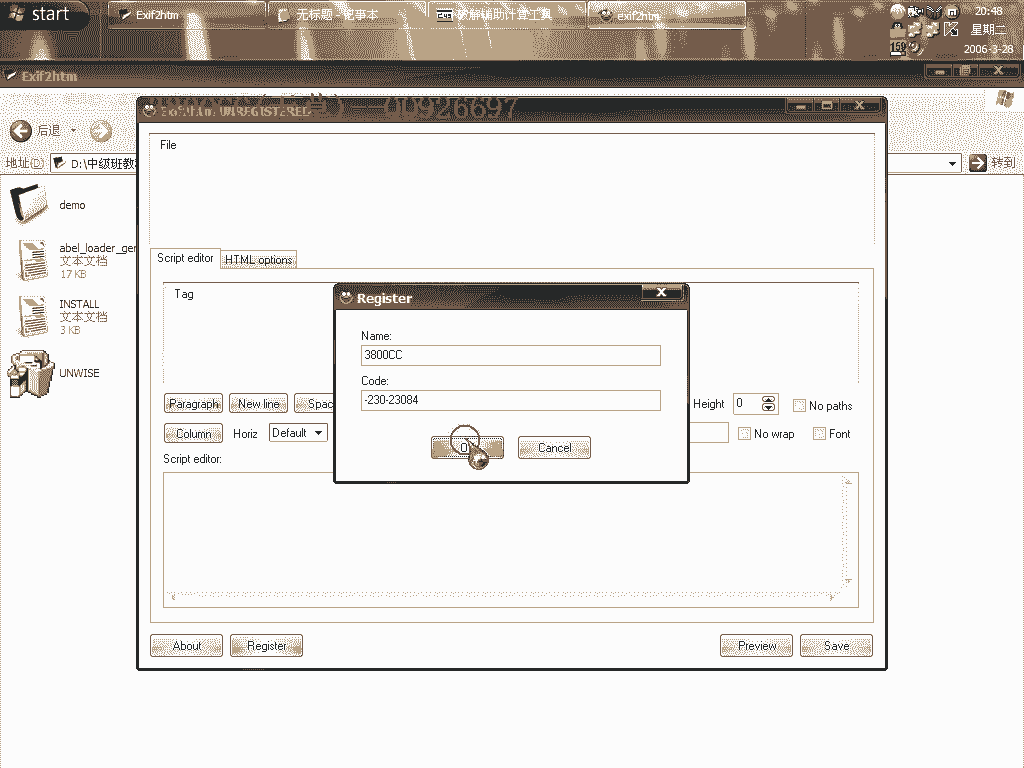 start
Exif2htm
无标题 - 记事本
破解辅助计算工具
exif2htm
20:48
星期二
2006-3-28
158
Exif2htm
00926697
后退
地址(D)
D:\中级班教
转到
demo
abel_loader_ger
文本文档
17 KB
INSTALL
文本文档
3 KB
UNWISE
File
Script editor
HTML options
Tag
Register
Name:
3800CC
Code:
-230-23084
Cancel
Paragraph
New line
Spac
Height
0
No paths
Column
Horiz
Default
No wrap
Font
Script editor:
About
Register
Preview
Save